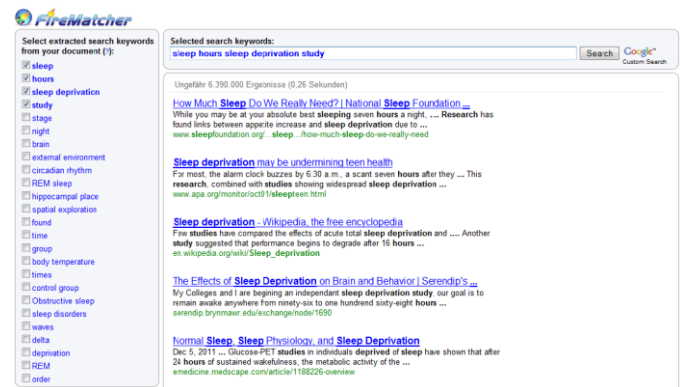 FireMatcher
Select extracted search keywords
from your document (?):
sleep
hours
sleep deprivation
study
stage
night
brain
external environment
circadian rhythm
REM sleep
hippocampal place
spatial exploration
found
time
group
body temperature
times
control group
Obstructive sleep
sleep disorders
waves
delta
deprivation
REM
order
Selected search keywords:
sleep hours sleep deprivation study
Search
Google™
Custom Search
Ungefähr 6.390.000 Ergebnisse (0,26 Sekunden)
How Much Sleep Do We Really Need? | National Sleep Foundation ...
While you may be at your absolute best sleeping seven hours a night, .... Research has
found links between appetite increase and sleep deprivation due to ...
www.sleepfoundation.org/...sleep.../how-much-sleep-do-we-really-need
Sleep deprivation may be undermining teen health
For most, the alarm clock buzzes by 6:30 a.m., a scant seven hours after they ... This
research, combined with studies showing widespread sleep deprivation ...
www.apa.org/monitor/oct01/sleepteen.html
Sleep deprivation - Wikipedia, the free encyclopedia
Few studies have compared the effects of acute total sleep deprivation and .... Another
study suggested that performance begins to degrade after 16 hours ...
en.wikipedia.org/wiki/Sleep_deprivation
The Effects of Sleep Deprivation on Brain and Behavior | Serendip's ...
My Colleges and I are begining an independant sleep deprivation study. our goal is to
remain awake anywhere from ninety-six to one hundrend sixty-eight hours ...
serendip.brynmawr.edu/exchange/node/1690
Normal Sleep, Sleep Physiology, and Sleep Deprivation
Dec 5, 2011 ... Glucose-PET studies in individuals deprived of sleep have shown that after
24 hours of sustained wakefulness, the metabolic activity of the ...
emedicine.medscape.com/article/1188226-overview